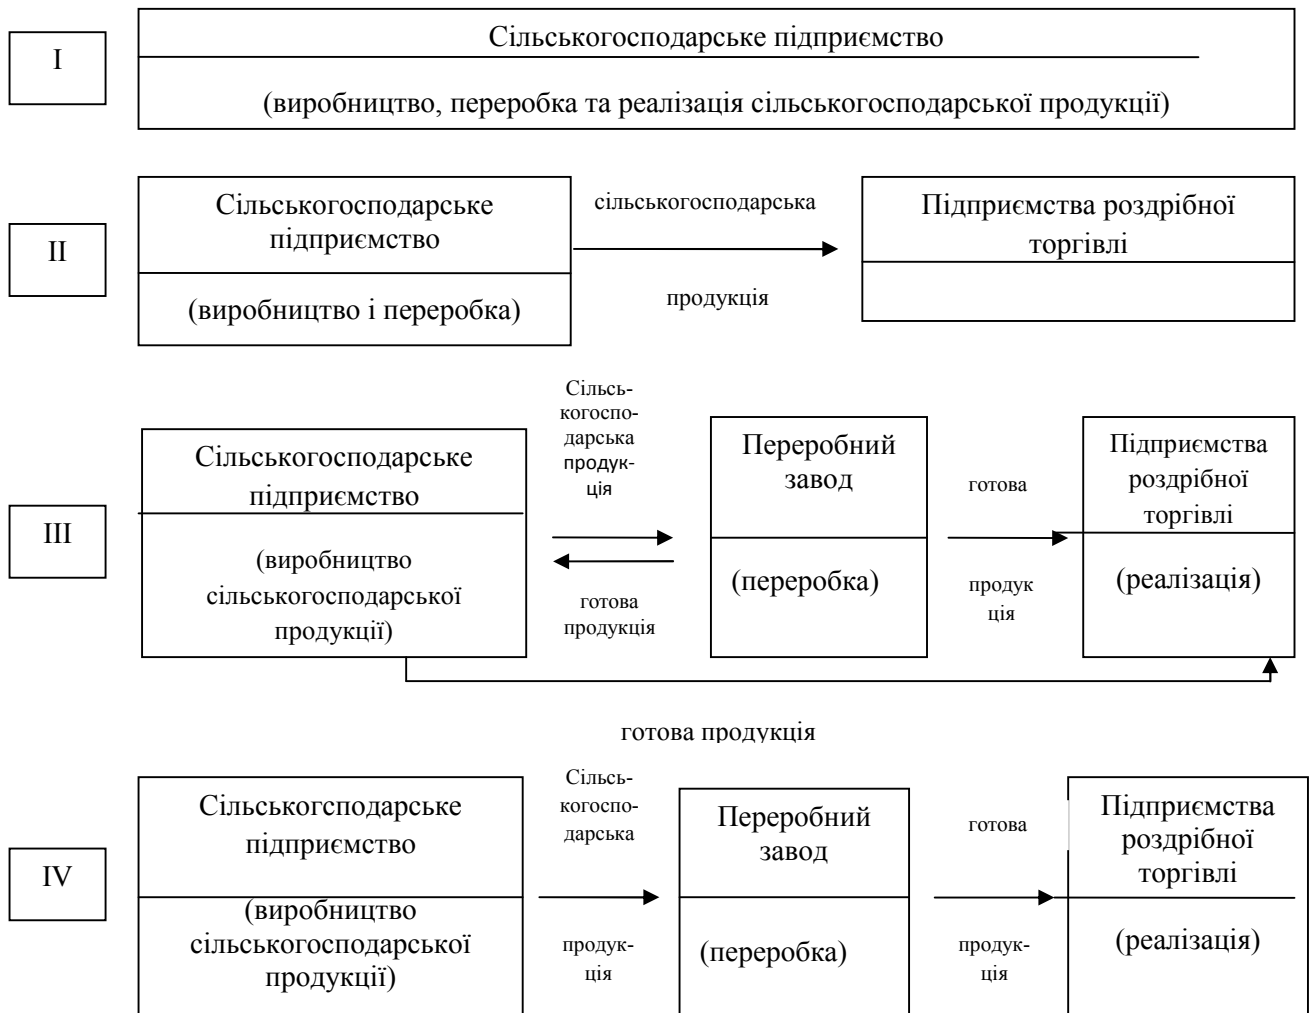 I
Сільськогосподарське підприємство
(виробництво, переробка та реалізація сільськогосподарської продукції)
II
Сільськогосподарське
підприємство
(виробництво і переробка)
сільськогосподарська
продукція
Підприємства роздрібної
торгівлі
III
Сільськогосподарське
підприємство
(виробництво
сільськогосподарської
продукції)
Сільсь-
когоспо-
дарська
продук-
ція
готова
продукція
Переробний
завод
(переробка)
готова
продук
ція
Підприємства
роздрібної
торгівлі
(реалізація)
готова продукція
IV
Сільськогсподарське
підприємство
(виробництво
сільськогосподарської
продукції)
Сільсь-
когоспо-
дарська
продук-
ція
Переробний
завод
(переробка)
готова
продук-
ція
Підприємства
роздрібної
торгівлі
(реалізація)